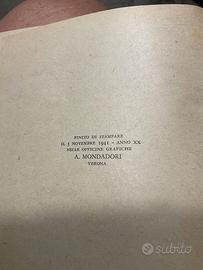 FINITO DI STAMPARE
IL 5 NOVEMBRE 1941 - ANNO XX
NELLE OFFICINE GRAFICHE
A. MONDADORI
VERONA
subito